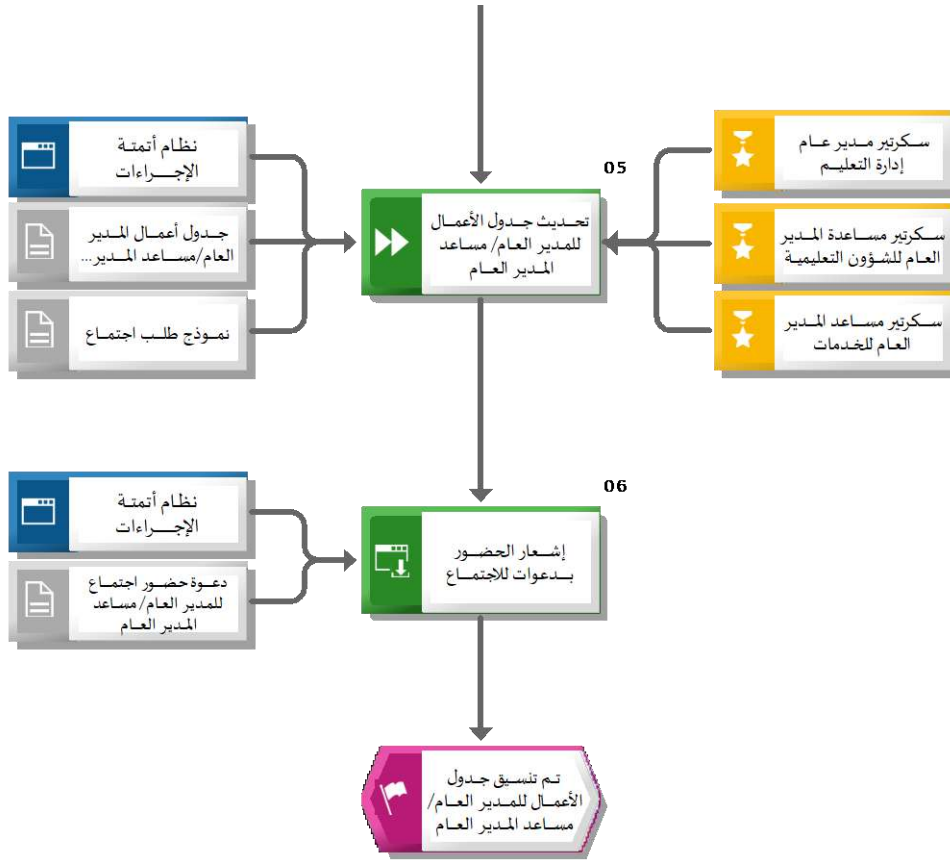 سكرتير مدير عام
إدارة التعليم
سكرتير مساعدة المدير
العام للشؤون التعليمية
سكرتير مساعد المدير
العام للخدمات
05
تحديث جدول الأعمال
للمدير العام/ مساعد
المدير العام
نظام أتمتة
الإجراءات
جدول أعمال المدير
العام/مساعد المدير...
نموذج طلب اجتماع
06
إشعار الحضور
بدعوات للاجتماع
نظام أتمتة
الإجراءات
دعوة حضور اجتماع
للمدير العام/ مساعد
المدير العام
تم تنسيق جدول
الأعمال للمدير العام/
مساعد المدير العام